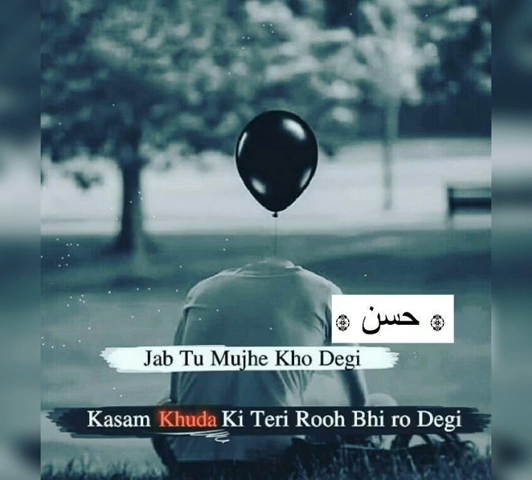 حسن
Jab Tu Mujhe Kho Degi
Kasam Khuda Ki Teri Rooh Bhi ro Degi